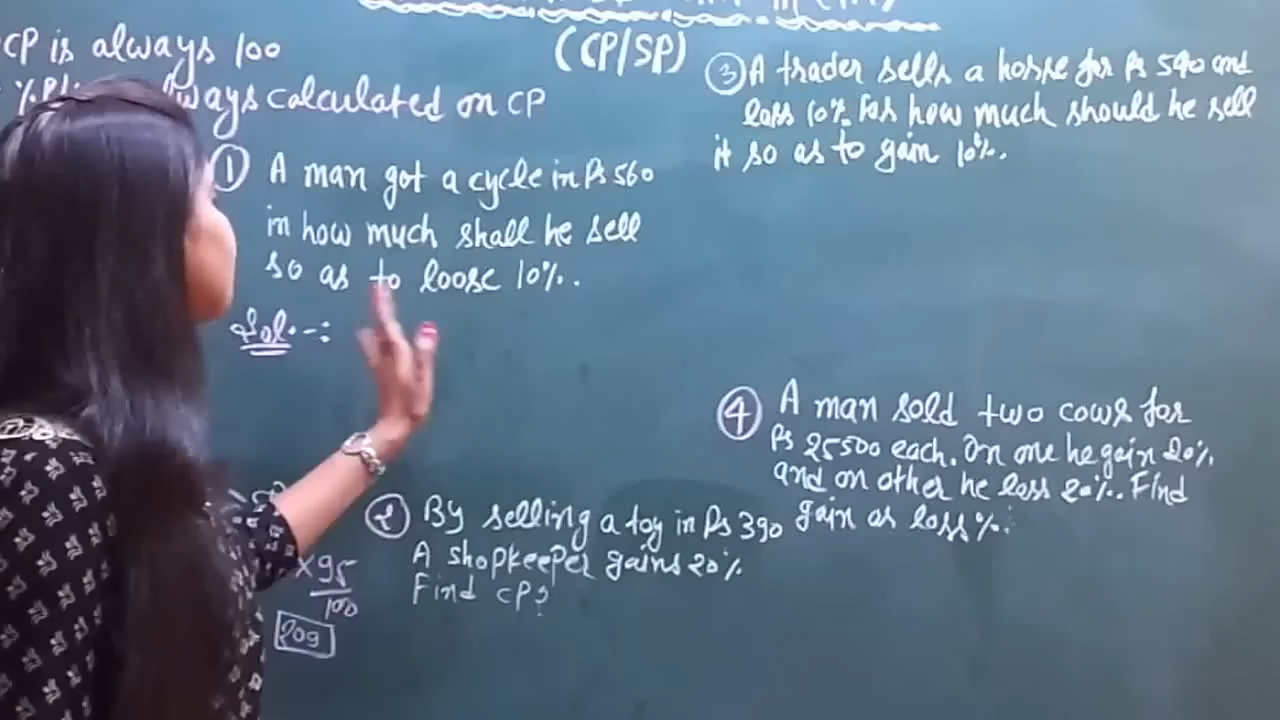 CP is always 100
always calculated on CP
(CP/SP)
① A man got a cycle in Rs 560
in how much shall he sell
so as to loose 10%.
Sol. -:
×95
100
209
② By selling a toy in Rs 390
A shopkeeper gains 20%
Find CP?
③ A trader sells a horse for Rs 540 and
loss 10%. For how much should he sell
it so as to gain 10%.
④ A man sold two cows for
Rs 25500 each. On one he gain 20%
and on other he loss 20%. Find
gain or loss%.